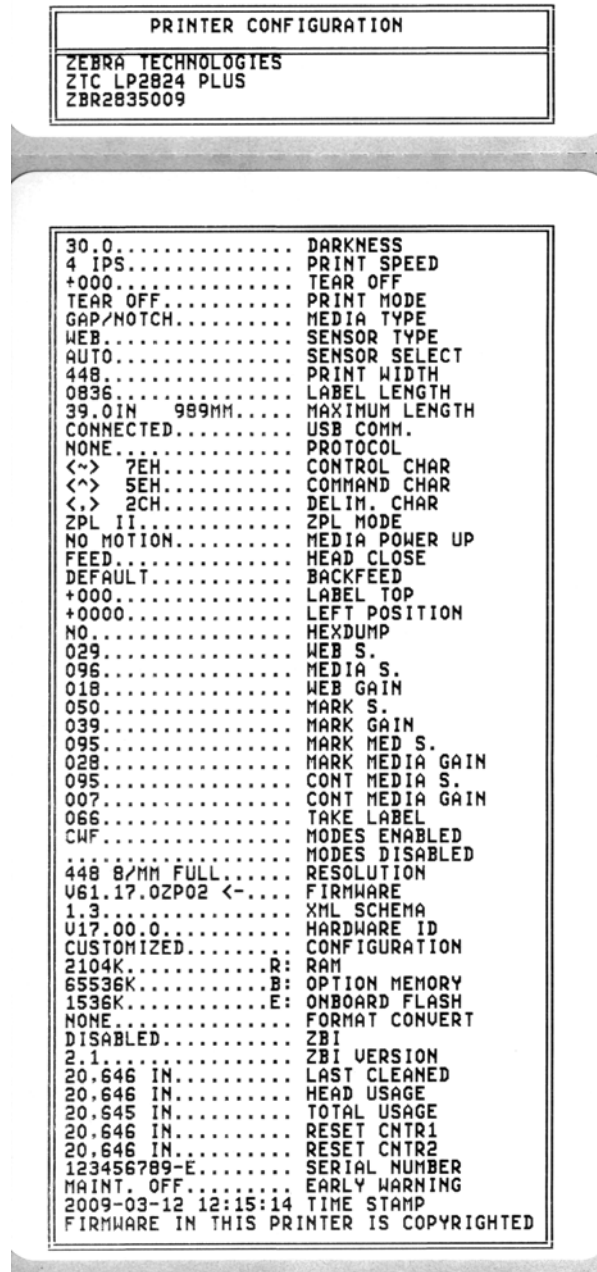 PRINTER CONFIGURATION
ZEBRA TECHNOLOGIES
ZTC LP2824 PLUS
ZBR2835009
30.0............... DARKNESS
4 IPS.............. PRINT SPEED
+000............... TEAR OFF
TEAR OFF........... PRINT MODE
GAP/NOTCH.......... MEDIA TYPE
WEB................ SENSOR TYPE
AUTO............... SENSOR SELECT
448................ PRINT WIDTH
0836............... LABEL LENGTH
39.0IN   989MM..... MAXIMUM LENGTH
CONNECTED.......... USB COMM.
NONE............... PROTOCOL
<~>  7EH........... CONTROL CHAR
<^>  5EH........... COMMAND CHAR
<,>  2CH........... DELIM. CHAR
ZPL II............. ZPL MODE
NO MOTION.......... MEDIA POWER UP
FEED............... HEAD CLOSE
DEFAULT............ BACKFEED
+000............... LABEL TOP
+0000.............. LEFT POSITION
NO................. HEXDUMP
029................ WEB S.
096................ MEDIA S.
018................ WEB GAIN
050................ MARK S.
039................ MARK GAIN
095................ MARK MED S.
028................ MARK MEDIA GAIN
095................ CONT MEDIA S.
007................ CONT MEDIA GAIN
066................ TAKE LABEL
CWF................ MODES ENABLED
................... MODES DISABLED
448 8/MM FULL...... RESOLUTION
V61.17.0ZP02 <-.... FIRMWARE
1.3................ XML SCHEMA
V17.00.0........... HARDWARE ID
CUSTOMIZED......... CONFIGURATION
2104K............R: RAM
65536K...........B: OPTION MEMORY
1536K............E: ONBOARD FLASH
NONE............... FORMAT CONVERT
DISABLED........... ZBI
2.1................ ZBI VERSION
20,646 IN.......... LAST CLEANED
20,646 IN.......... HEAD USAGE
20,645 IN.......... TOTAL USAGE
20,646 IN.......... RESET CNTR1
20,646 IN.......... RESET CNTR2
123456789-E........ SERIAL NUMBER
MAINT. OFF......... EARLY WARNING
2009-03-12 12:15:14 TIME STAMP
FIRMWARE IN THIS PRINTER IS COPYRIGHTED